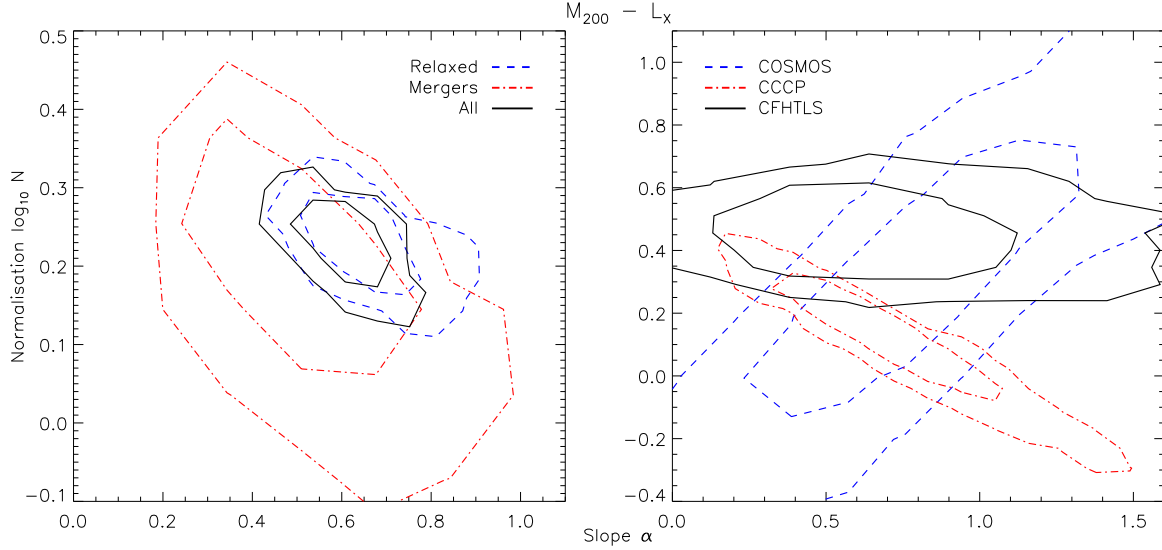 M200 – LX
Normalisation log10 N
0.5
0.4
0.3
0.2
0.1
0.0
−0.1
0.0 0.2 0.4 0.6 0.8 1.0
Relaxed
Mergers
All
1.0
0.8
0.6
0.4
0.2
0.0
−0.2
−0.4
0.0 0.5 1.0 1.5
COSMOS
CCCP
CFHTLS
Slope α